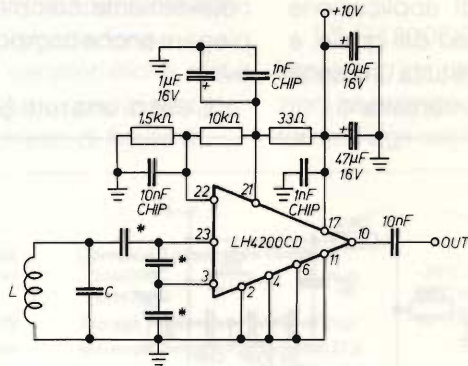 +10V
1µF
16V
1nF
CHIP
10µF
16V
1,5kΩ
10kΩ
33Ω
47µF
16V
10nF
CHIP
1nF
CHIP
22
21
17
23
LH4200CD
10
10nF
OUT
3
2
4
6
11
L
C
*
*
*